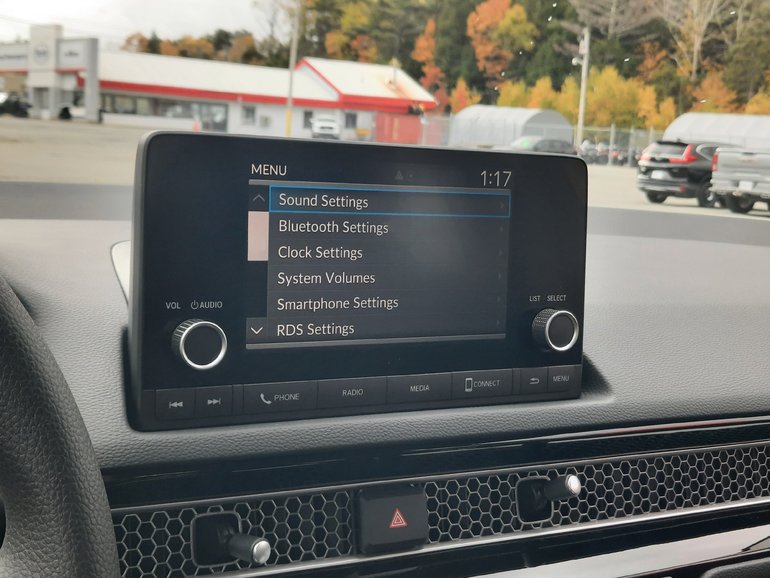 MENU 1:17
Sound Settings
Bluetooth Settings
Clock Settings
System Volumes
Smartphone Settings
RDS Settings
VOL AUDIO
LIST SELECT
PHONE RADIO MEDIA CONNECT MENU